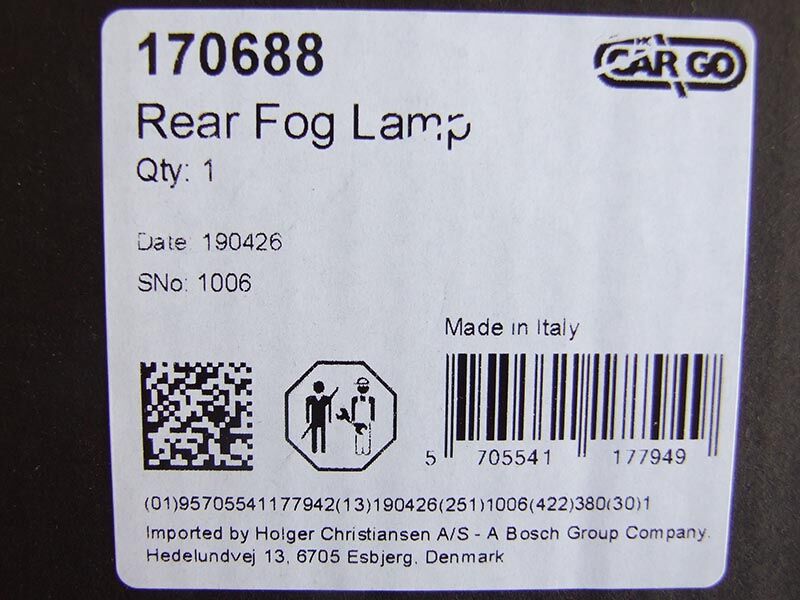 170688
HC CARGO
Rear Fog Lamp
Qty: 1
Date: 190426
SNo: 1006
Made in Italy
5 705541 177949
(01)95705541177942(13)190426(251)1006(422)380(30)1
Imported by Holger Christiansen A/S - A Bosch Group Company.
Hedelundvej 13, 6705 Esbjerg, Denmark